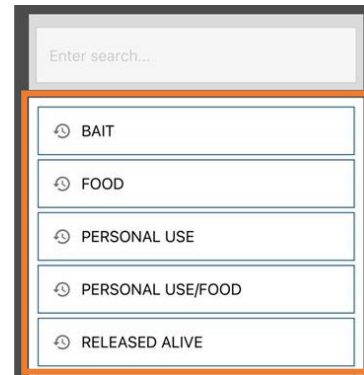 Enter search...
BAIT
FOOD
PERSONAL USE
PERSONAL USE/FOOD
RELEASED ALIVE